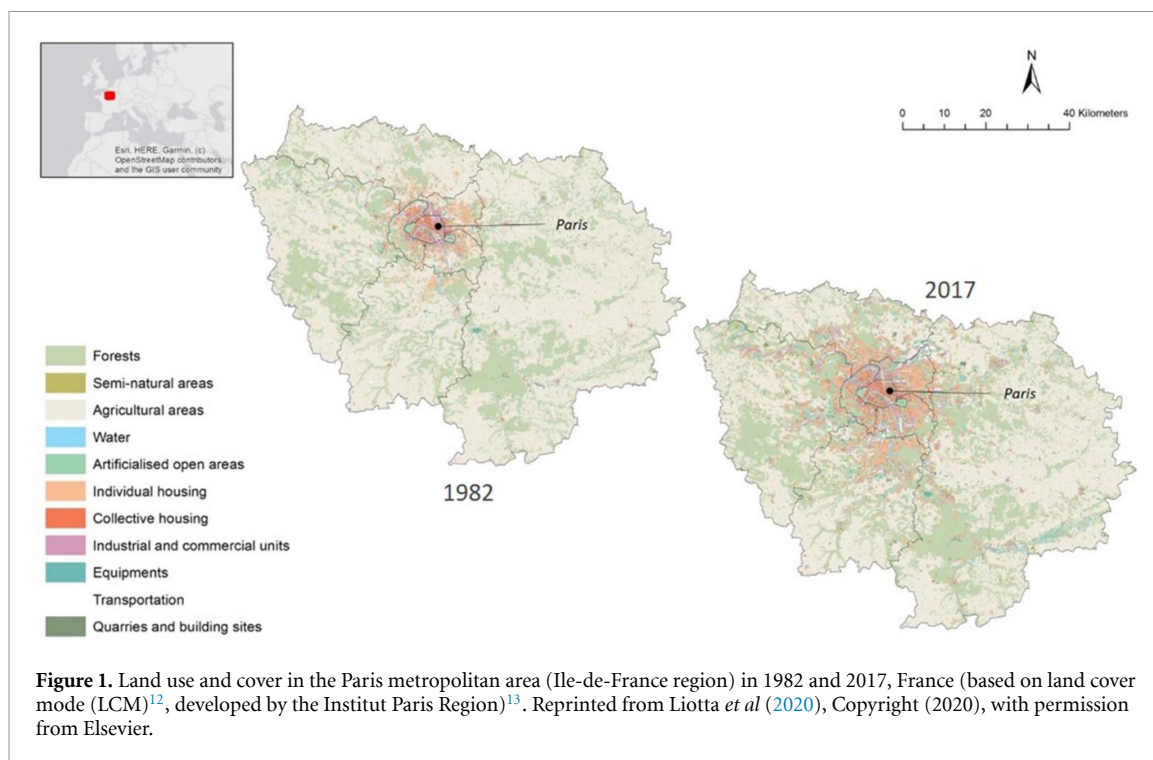 Esri, HERE, Garmin, (c)
OpenStreetMap contributors,
and the GIS user community
N
0 10 20 40 Kilometers
Paris
1982
2017
Paris
Forests
Semi-natural areas
Agricultural areas
Water
Artificialised open areas
Individual housing
Collective housing
Industrial and commercial units
Equipments
Transportation
Quarries and building sites
Figure 1. Land use and cover in the Paris metropolitan area (Ile-de-France region) in 1982 and 2017, France (based on land cover
mode (LCM)12, developed by the Institut Paris Region)13. Reprinted from Liotta et al (2020), Copyright (2020), with permission
from Elsevier.